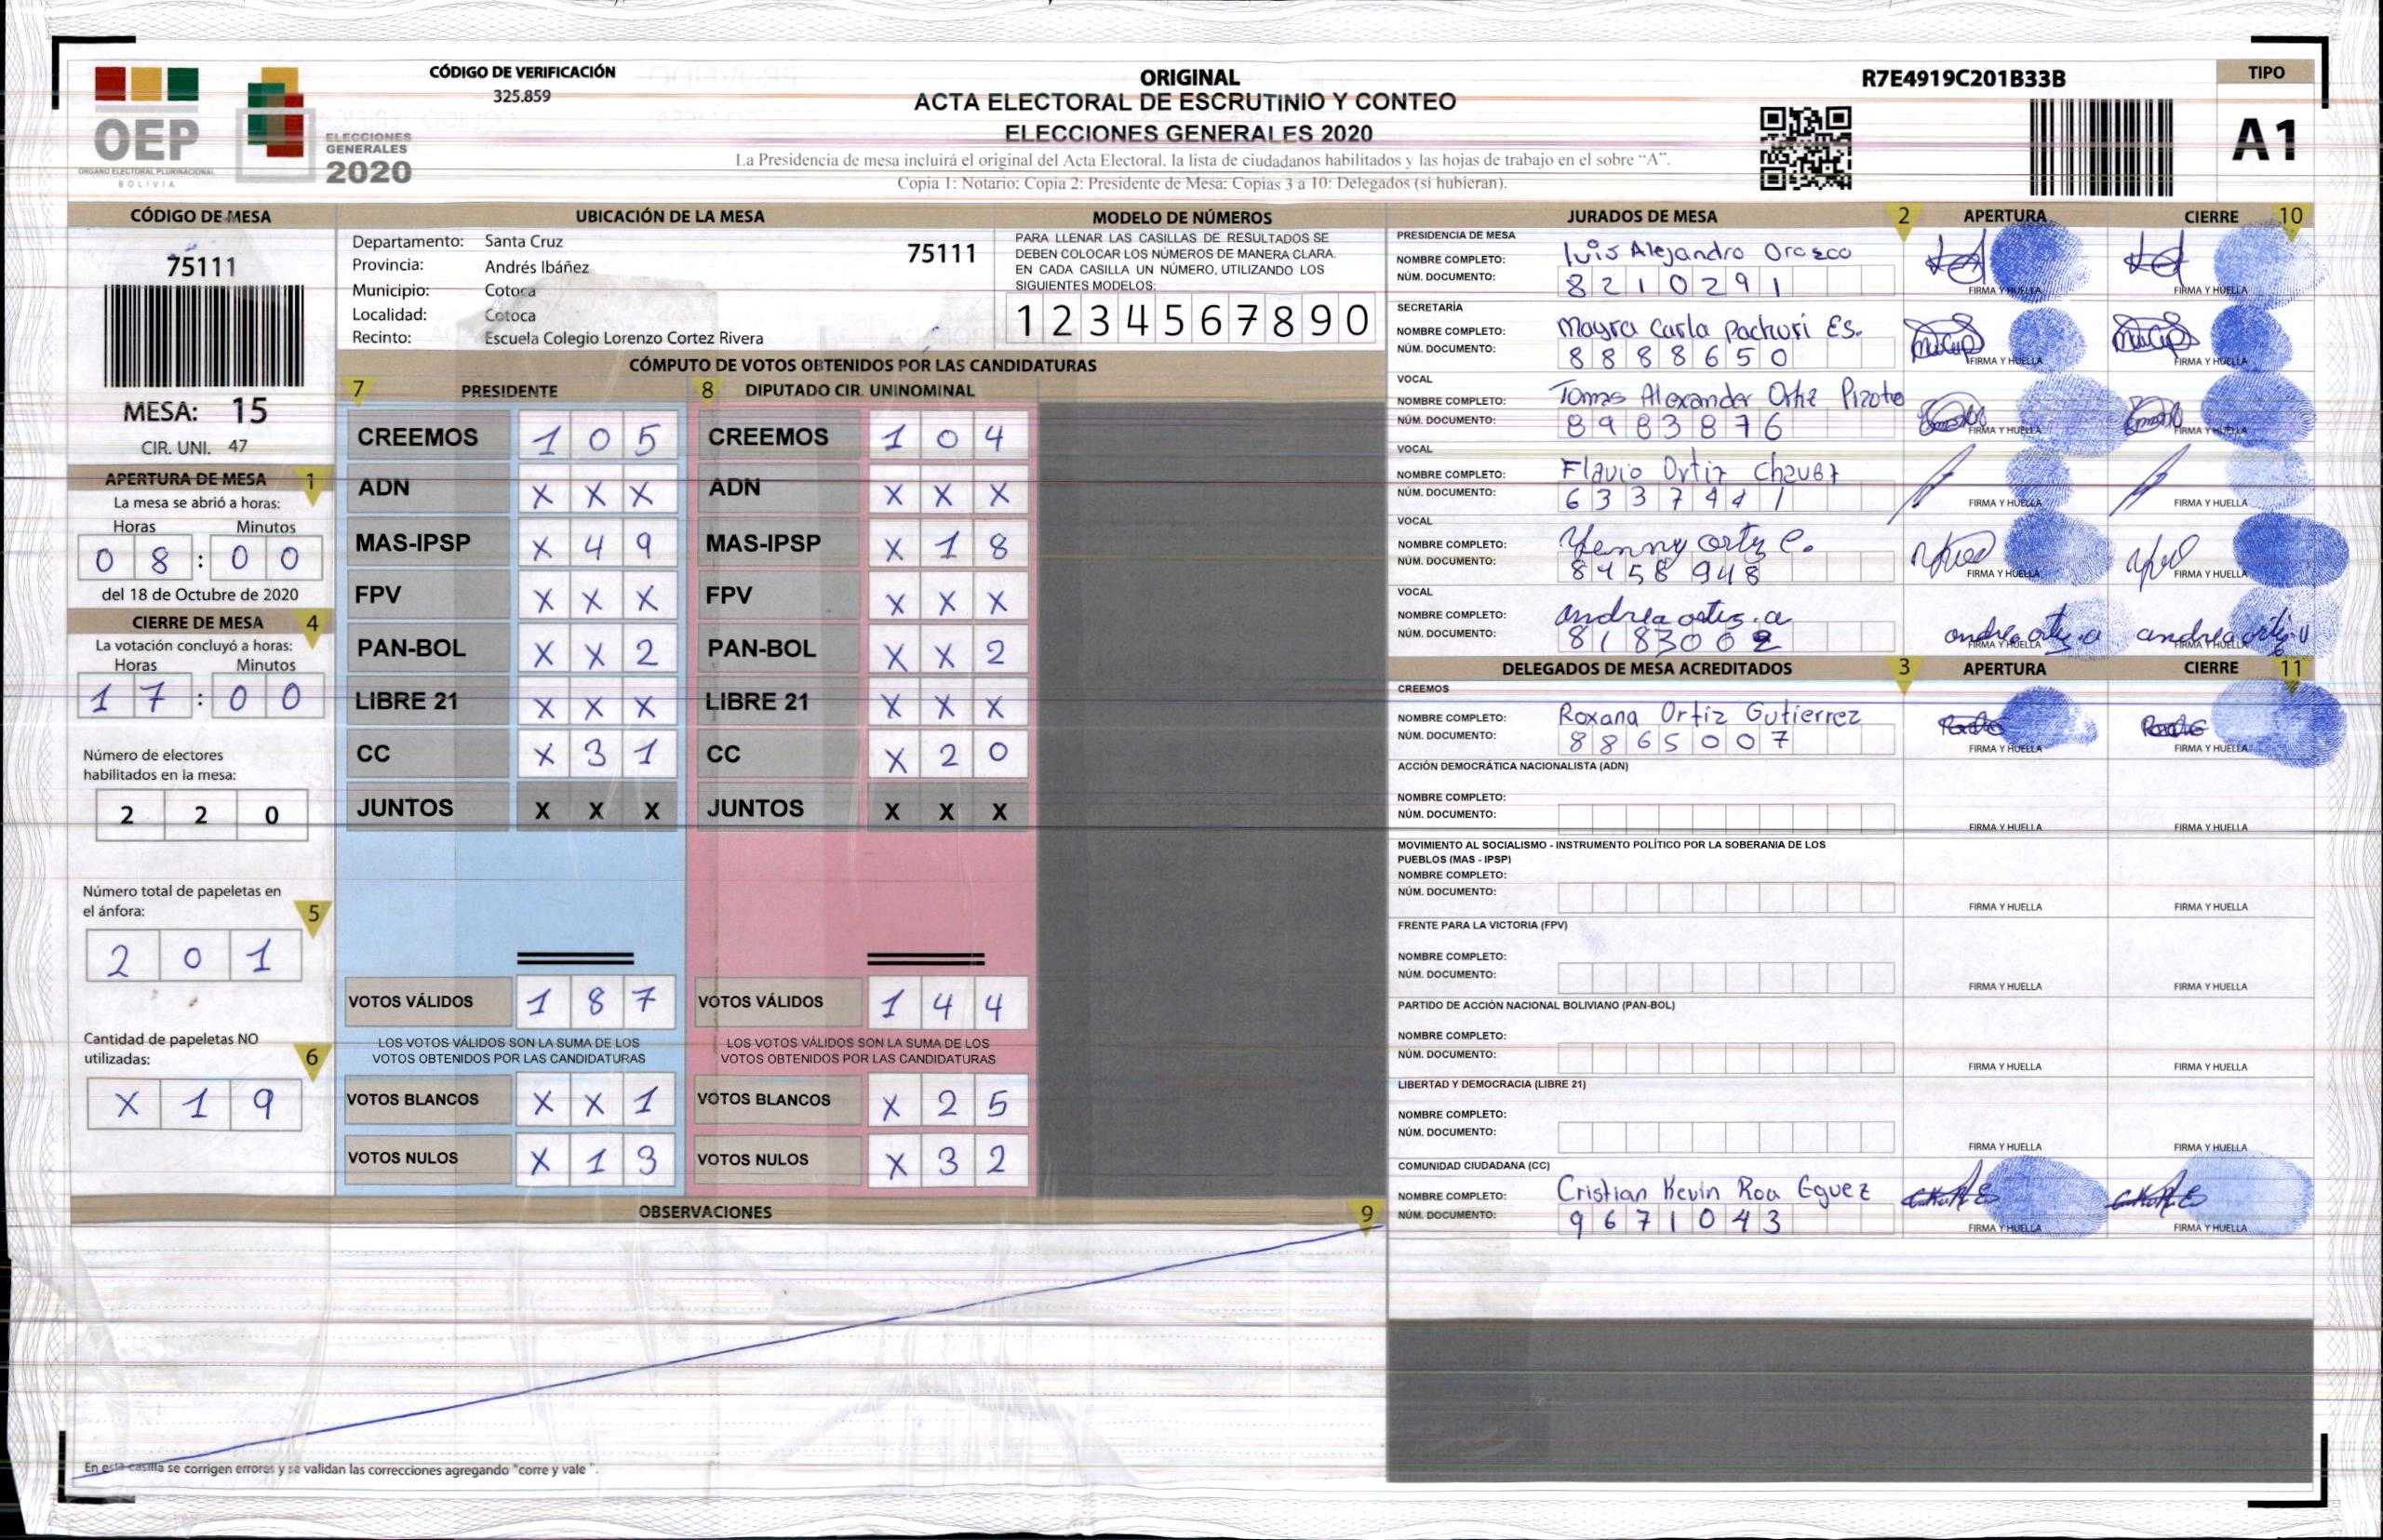 CÓDIGO DE VERIFICACIÓN
325.859
OEP
ÓRGANO ELECTORAL PLURINACIONAL
BOLIVIA
ELECCIONES
GENERALES
2020
ORIGINAL
ACTA ELECTORAL DE ESCRUTINIO Y CONTEO
ELECCIONES GENERALES 2020
La Presidencia de mesa incluirá el original del Acta Electoral, la lista de ciudadanos habilitados y las hojas de trabajo en el sobre "A".
Copia 1: Notario; Copia 2: Presidente de Mesa; Copias 3 a 10: Delegados (si hubieran).
R7E4919C201B33B
TIPO
A1
CÓDIGO DE MESA
75111
MESA: 15
CIR. UNI. 47
APERTURA DE MESA 1
La mesa se abrió a horas:
Horas Minutos
0 8 : 0 0
del 18 de Octubre de 2020
CIERRE DE MESA 4
La votación concluyó a horas:
Horas Minutos
1 7 : 0 0
Número de electores
habilitados en la mesa:
2 2 0
Número total de papeletas en
el ánfora: 5
2 0 1
Cantidad de papeletas NO
utilizadas: 6
X 1 9
UBICACIÓN DE LA MESA
Departamento: Santa Cruz 75111
Provincia: Andrés Ibáñez
Municipio: Cotoca
Localidad: Cotoca
Recinto: Escuela Colegio Lorenzo Cortez Rivera
MODELO DE NÚMEROS
PARA LLENAR LAS CASILLAS DE RESULTADOS SE
DEBEN COLOCAR LOS NÚMEROS DE MANERA CLARA.
EN CADA CASILLA UN NÚMERO, UTILIZANDO LOS
SIGUIENTES MODELOS:
1 2 3 4 5 6 7 8 9 0
CÓMPUTO DE VOTOS OBTENIDOS POR LAS CANDIDATURAS
7 PRESIDENTE 8 DIPUTADO CIR. UNINOMINAL
CREEMOS 1 0 5 CREEMOS 1 0 4
ADN X X X ADN X X X
MAS-IPSP X 4 9 MAS-IPSP X 1 8
FPV X X X FPV X X X
PAN-BOL X X 2 PAN-BOL X X 2
LIBRE 21 X X X LIBRE 21 X X X
CC X 3 1 CC X 2 0
JUNTOS X X X JUNTOS X X X
VOTOS VÁLIDOS 1 8 7 VOTOS VÁLIDOS 1 4 4
LOS VOTOS VÁLIDOS SON LA SUMA DE LOS LOS VOTOS VÁLIDOS SON LA SUMA DE LOS
VOTOS OBTENIDOS POR LAS CANDIDATURAS VOTOS OBTENIDOS POR LAS CANDIDATURAS
VOTOS BLANCOS X X 1 VOTOS BLANCOS X 2 5
VOTOS NULOS X 1 3 VOTOS NULOS X 3 2
OBSERVACIONES 9
En esta casilla se corrigen errores y se validan las correcciones agregando "corre y vale".
JURADOS DE MESA 2 APERTURA CIERRE 10
PRESIDENCIA DE MESA
NOMBRE COMPLETO: Luis Alejandro Orozco
NÚM. DOCUMENTO: 8210291 FIRMA Y HUELLA FIRMA Y HUELLA
SECRETARÍA
NOMBRE COMPLETO: Mayra Carla Pachuri Es.
NÚM. DOCUMENTO: 8888650 FIRMA Y HUELLA FIRMA Y HUELLA
VOCAL
NOMBRE COMPLETO: Tomas Alexander Ortiz Pizoto
NÚM. DOCUMENTO: 8983876 FIRMA Y HUELLA FIRMA Y HUELLA
VOCAL
NOMBRE COMPLETO: Flavio Ortiz Chavez
NÚM. DOCUMENTO: 6337441 FIRMA Y HUELLA FIRMA Y HUELLA
VOCAL
NOMBRE COMPLETO: Yenny Ortiz C.
NÚM. DOCUMENTO: FIRMA Y HUELLA FIRMA Y HUELLA
VOCAL
NOMBRE COMPLETO: andrea ortiz.a
NÚM. DOCUMENTO: 8183002 FIRMA Y HUELLA FIRMA Y HUELLA
DELEGADOS DE MESA ACREDITADOS 3 APERTURA CIERRE 11
CREEMOS
NOMBRE COMPLETO: Roxana Ortiz Gutierrez
NÚM. DOCUMENTO: 8865007 FIRMA Y HUELLA FIRMA Y HUELLA
ACCIÓN DEMOCRÁTICA NACIONALISTA (ADN)
NOMBRE COMPLETO:
NÚM. DOCUMENTO: FIRMA Y HUELLA FIRMA Y HUELLA
MOVIMIENTO AL SOCIALISMO - INSTRUMENTO POLÍTICO POR LA SOBERANIA DE LOS
PUEBLOS (MAS - IPSP)
NOMBRE COMPLETO:
NÚM. DOCUMENTO: FIRMA Y HUELLA FIRMA Y HUELLA
FRENTE PARA LA VICTORIA (FPV)
NOMBRE COMPLETO:
NÚM. DOCUMENTO: FIRMA Y HUELLA FIRMA Y HUELLA
PARTIDO DE ACCIÓN NACIONAL BOLIVIANO (PAN-BOL)
NOMBRE COMPLETO:
NÚM. DOCUMENTO: FIRMA Y HUELLA FIRMA Y HUELLA
LIBERTAD Y DEMOCRACIA (LIBRE 21)
NOMBRE COMPLETO:
NÚM. DOCUMENTO: FIRMA Y HUELLA FIRMA Y HUELLA
COMUNIDAD CIUDADANA (CC)
NOMBRE COMPLETO: Cristian Kevin Roa Eguez
NÚM. DOCUMENTO: 9671043 FIRMA Y HUELLA FIRMA Y HUELLA